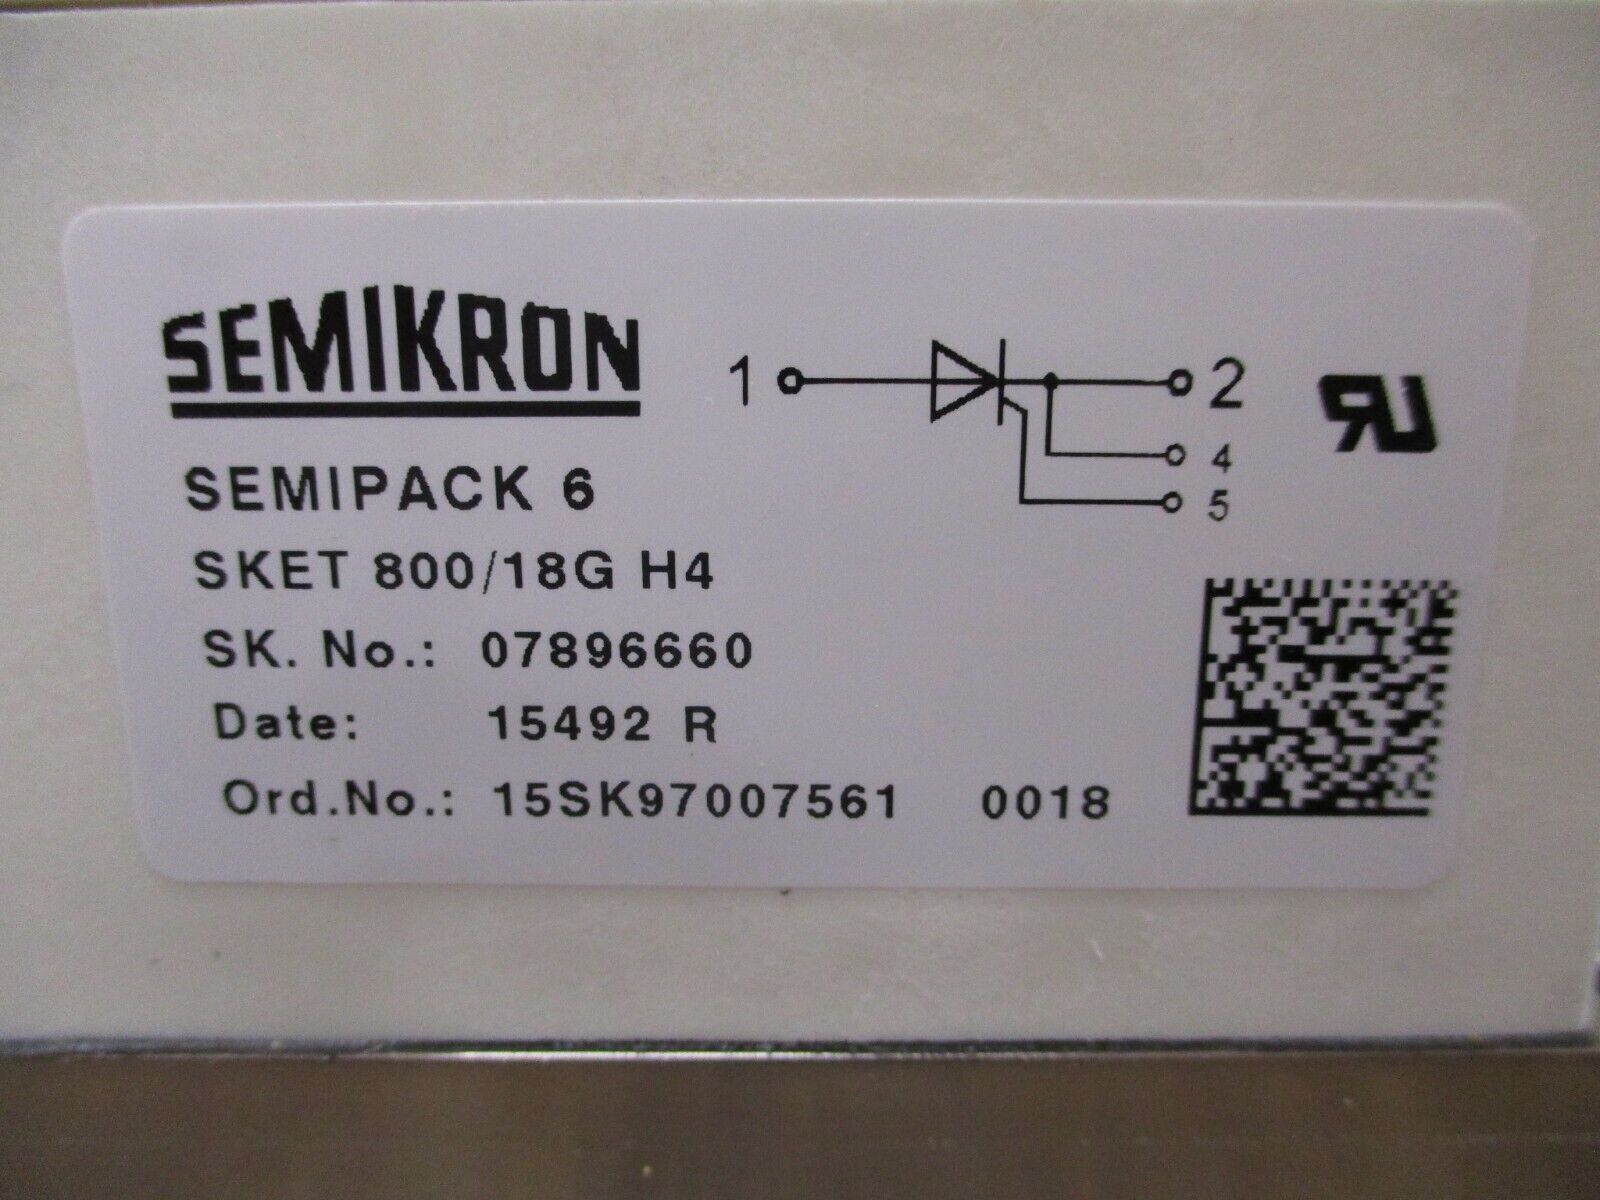 SEMIKRON
1 2
4
5
RU
SEMIPACK 6
SKET 800/18G H4
SK. No.: 07896660
Date: 15492 R
Ord.No.: 15SK97007561 0018